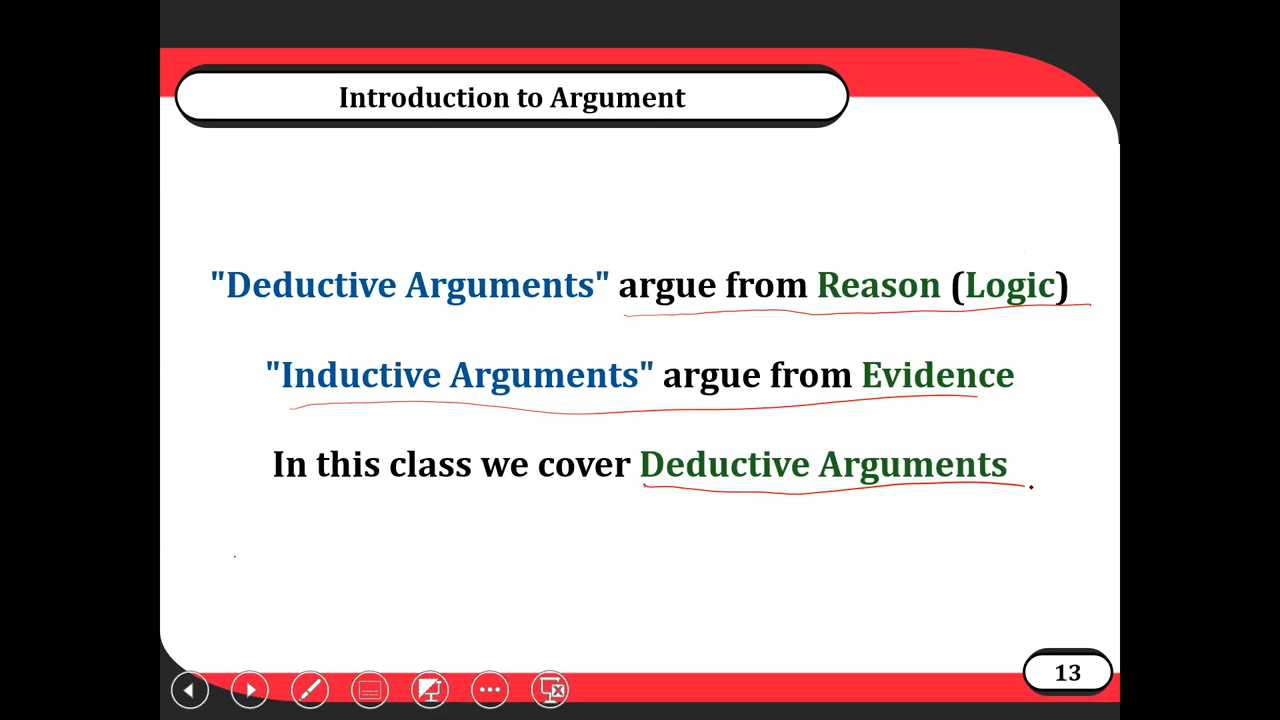 Introduction to Argument
"Deductive Arguments" argue from Reason (Logic)
"Inductive Arguments" argue from Evidence
In this class we cover Deductive Arguments
13